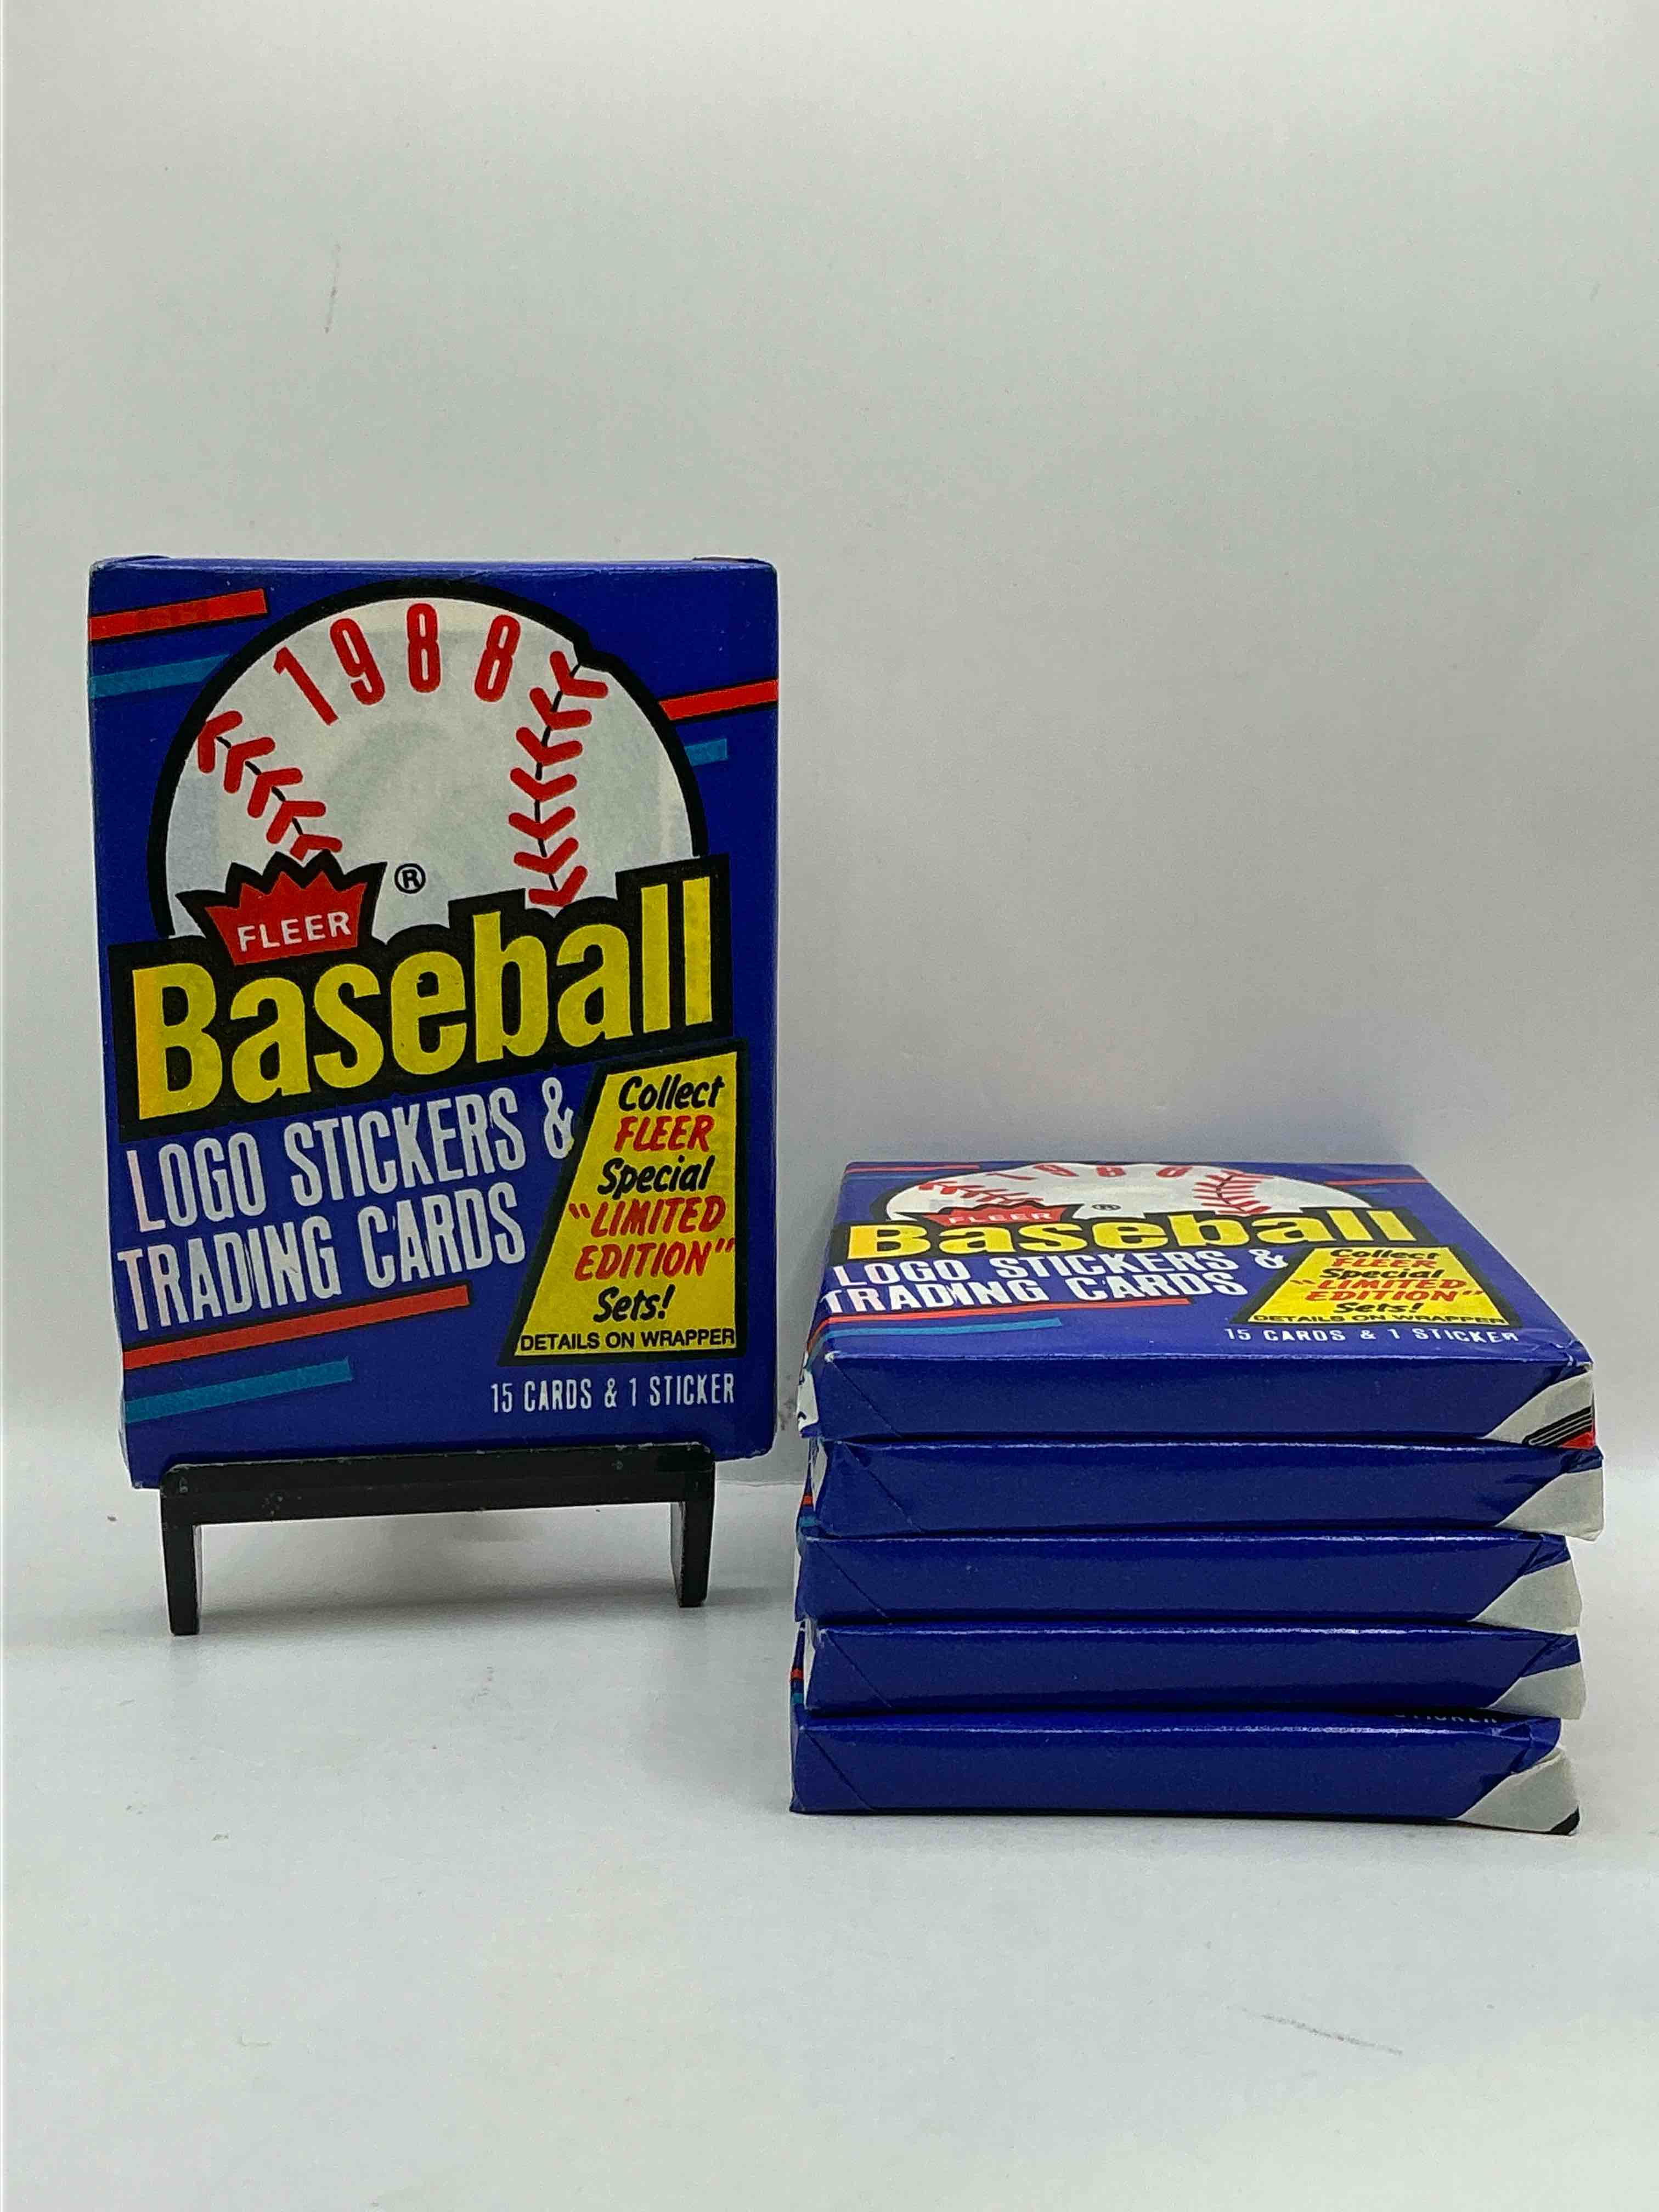 1988
FLEER ®
Baseball
LOGO STICKERS &
TRADING CARDS
Collect
FLEER
Special
"LIMITED
EDITION"
Sets!
DETAILS ON WRAPPER
15 CARDS & 1 STICKER
1988
FLEER ®
Baseball
LOGO STICKERS &
TRADING CARDS
Collect
FLEER
Special
"LIMITED
EDITION"
Sets!
DETAILS ON WRAPPER
15 CARDS & 1 STICKER